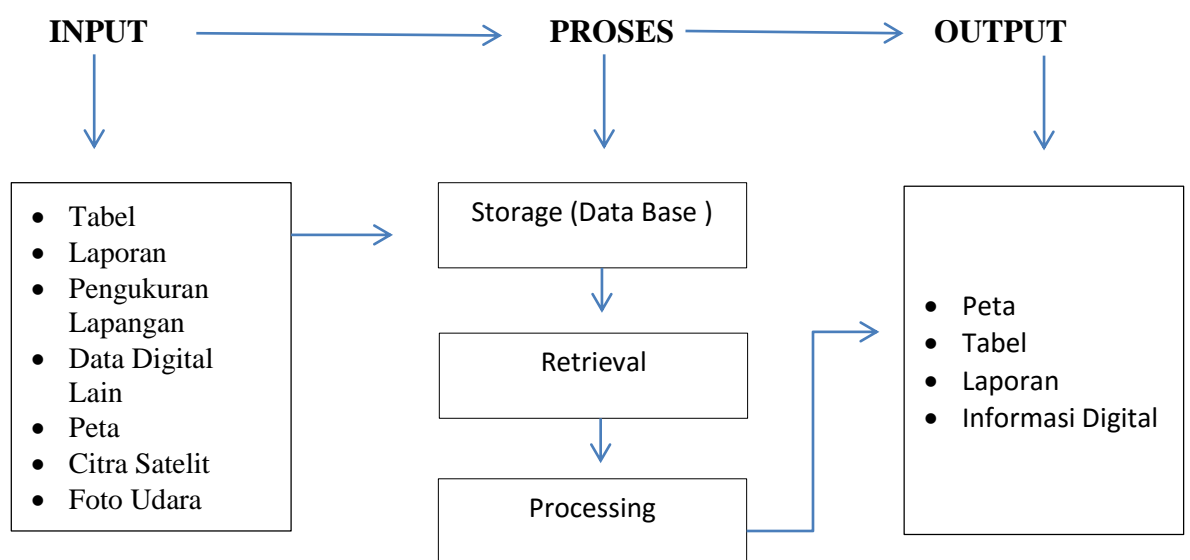 INPUT PROSES OUTPUT
• Tabel
• Laporan
• Pengukuran
Lapangan
• Data Digital
Lain
• Peta
• Citra Satelit
• Foto Udara
Storage (Data Base )
Retrieval
Processing
• Peta
• Tabel
• Laporan
• Informasi Digital